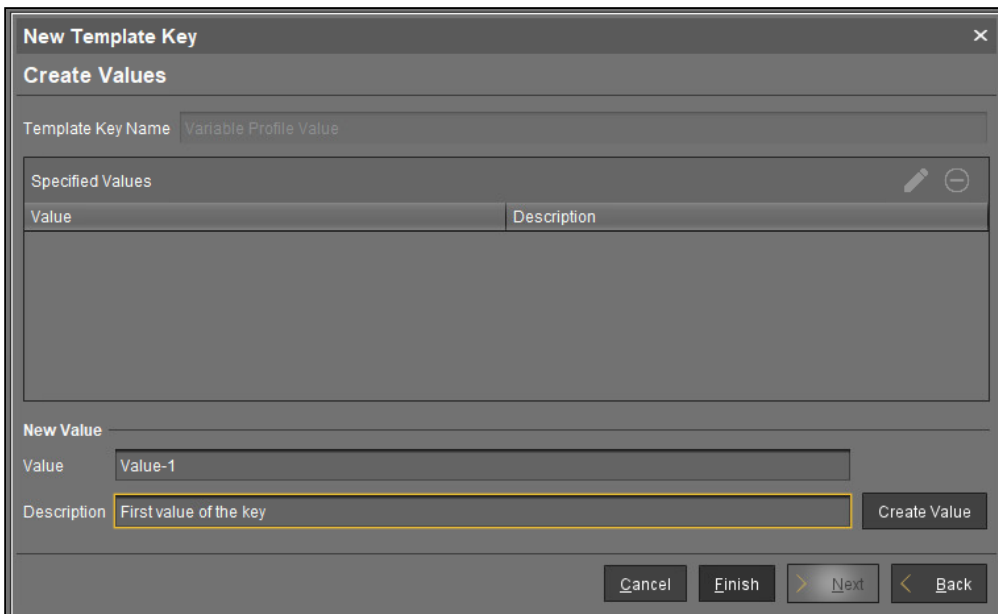 New Template Key
Create Values
Template Key Name Variable Profile Value
Specified Values
Value Description
New Value
Value Value-1
Description First value of the key Create Value
Cancel Finish Next Back